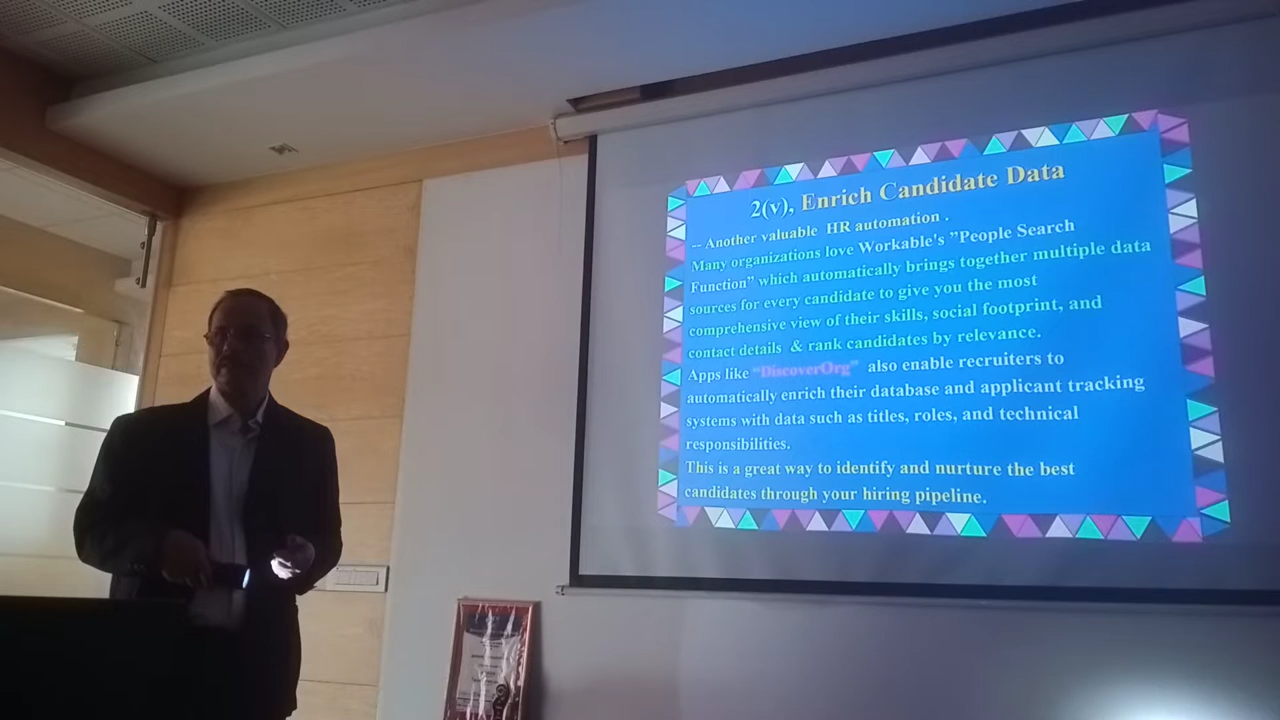 2(v), Enrich Candidate Data
-- Another valuable HR automation .
Many organizations love Workable's "People Search
Function" which automatically brings together multiple data
sources for every candidate to give you the most
comprehensive view of their skills, social footprint, and
contact details & rank candidates by relevance.
Apps like "DiscoverOrg" also enable recruiters to
automatically enrich their database and applicant tracking
systems with data such as titles, roles, and technical
responsibilities.
This is a great way to identify and nurture the best
candidates through your hiring pipeline.